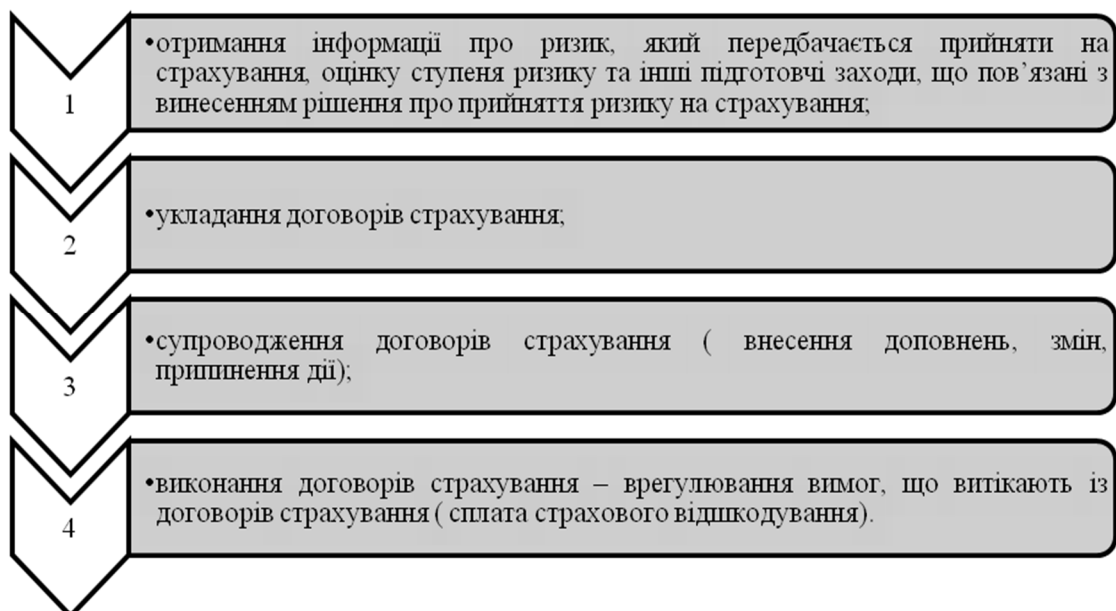 1
•отримання інформації про ризик, який передбачається прийняти на
страхування, оцінку ступеня ризику та інші підготовчі заходи, що пов’язані з
винесенням рішення про прийняття ризику на страхування;
2
•укладання договорів страхування;
3
•супроводження договорів страхування ( внесення доповнень, змін,
припинення дії);
4
•виконання договорів страхування – врегулювання вимог, що витікають із
договорів страхування ( сплата страхового відшкодування).